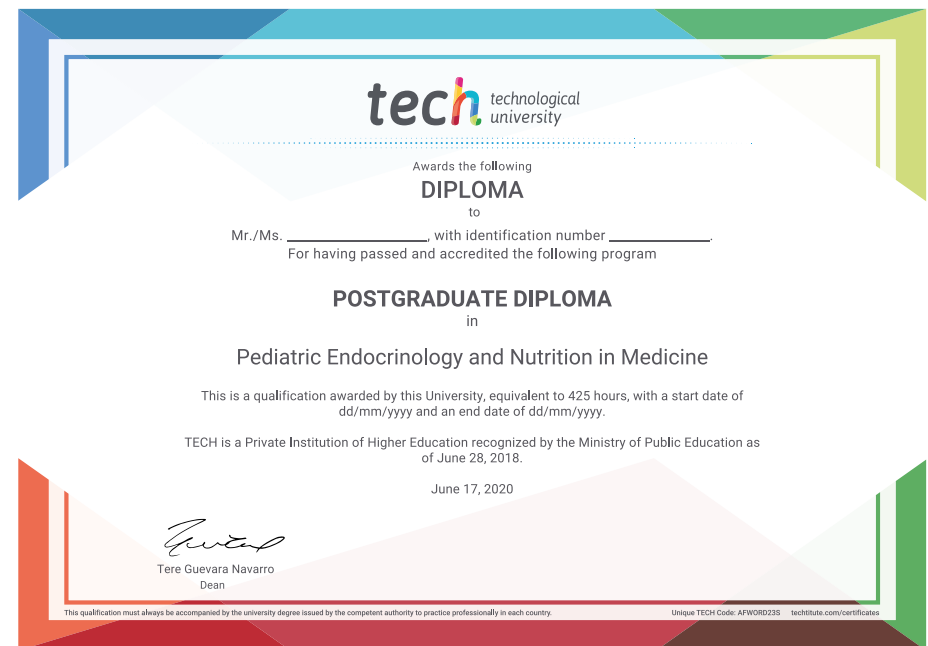 tech technological
university
Awards the following
DIPLOMA
to
Mr./Ms. ____________________, with identification number ______________.
For having passed and accredited the following program
POSTGRADUATE DIPLOMA
in
Pediatric Endocrinology and Nutrition in Medicine
This is a qualification awarded by this University, equivalent to 425 hours, with a start date of
dd/mm/yyyy and an end date of dd/mm/yyyy.
TECH is a Private Institution of Higher Education recognized by the Ministry of Public Education as
of June 28, 2018.
June 17, 2020
Tere Guevara Navarro
Dean
This qualification must always be accompanied by the university degree issued by the competent authority to practice professionally in each country. Unique TECH Code: AFWORD23S techtitute.com/certificates